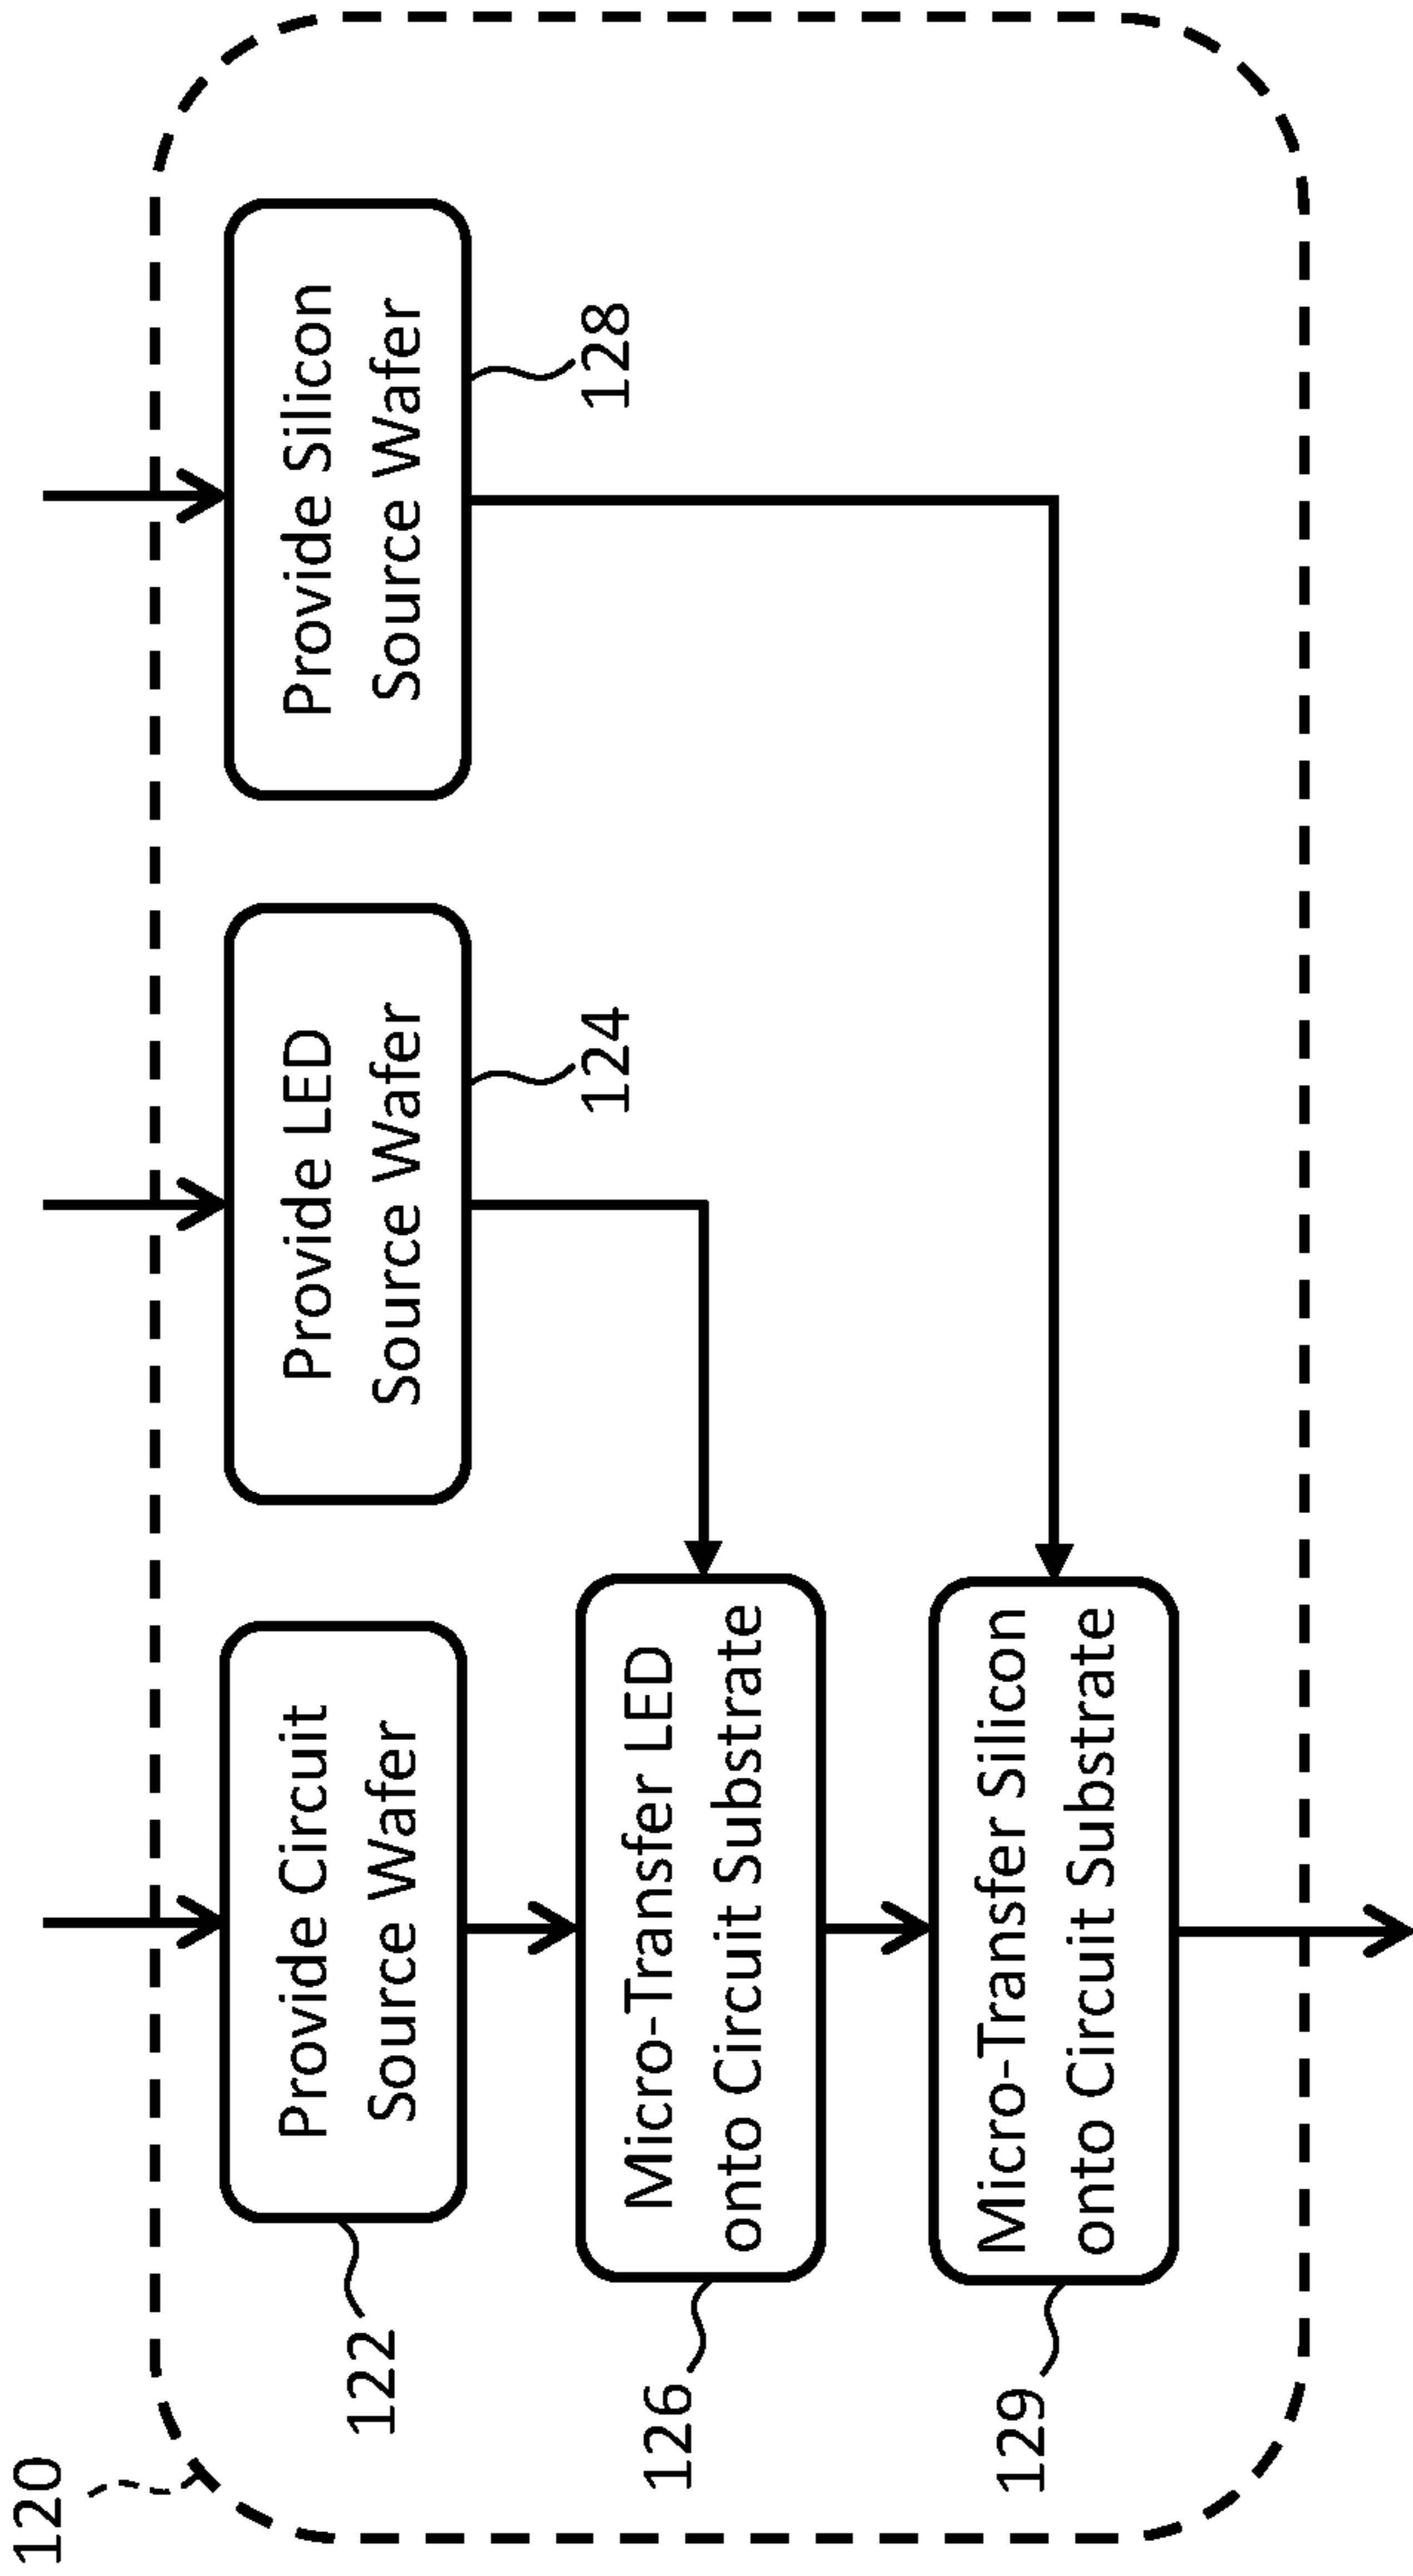 120
Provide Circuit
Source Wafer
122
Provide LED
Source Wafer
124
Provide Silicon
Source Wafer
128
Micro-Transfer LED
onto Circuit Substrate
126
Micro-Transfer Silicon
onto Circuit Substrate
129